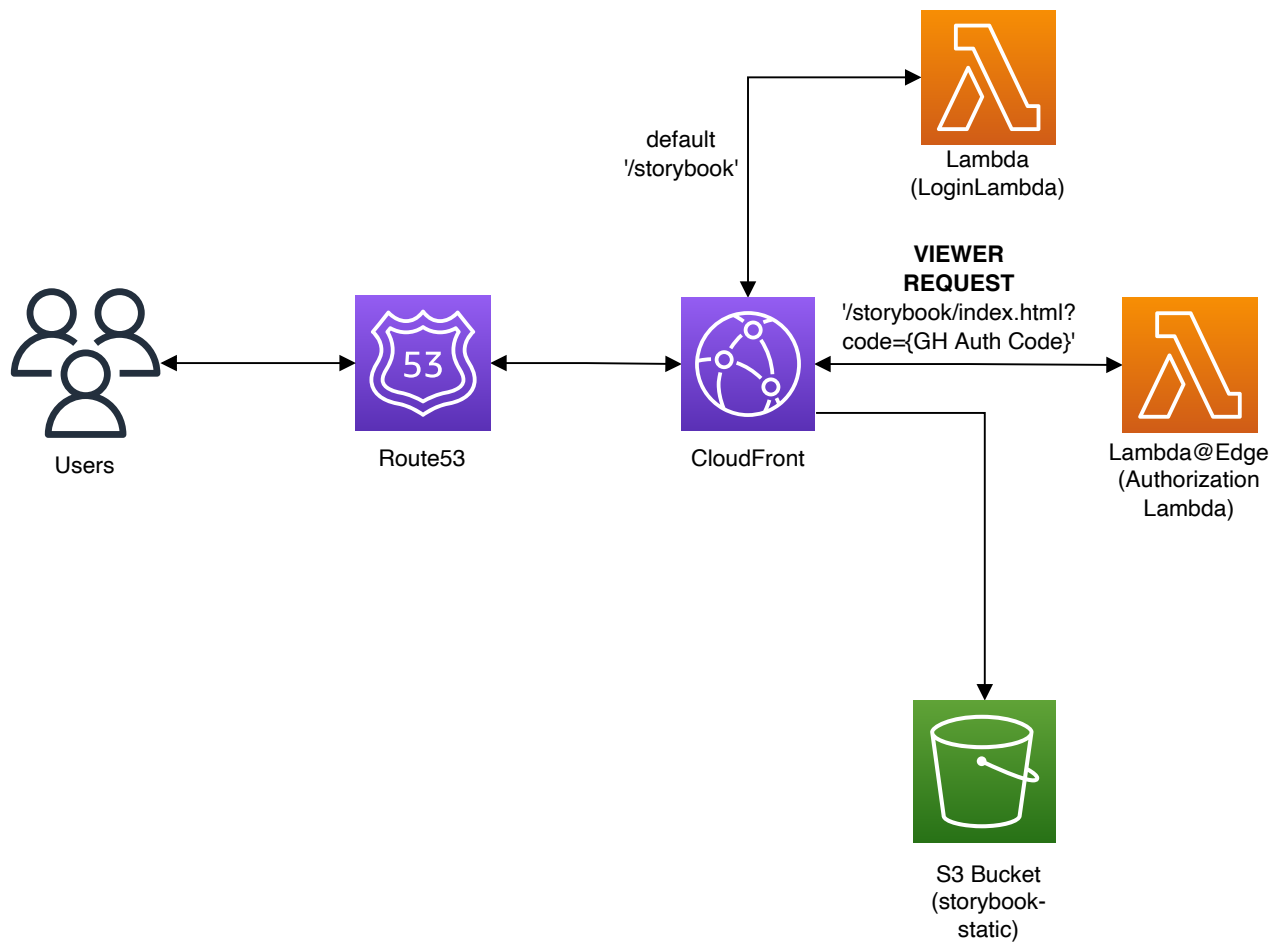 default
'/storybook'
Lambda
(LoginLambda)
VIEWER
REQUEST
'/storybook/index.html?
code={GH Auth Code}'
53
Users
Route53
CloudFront
Lambda@Edge
(Authorization
Lambda)
S3 Bucket
(storybook-
static)